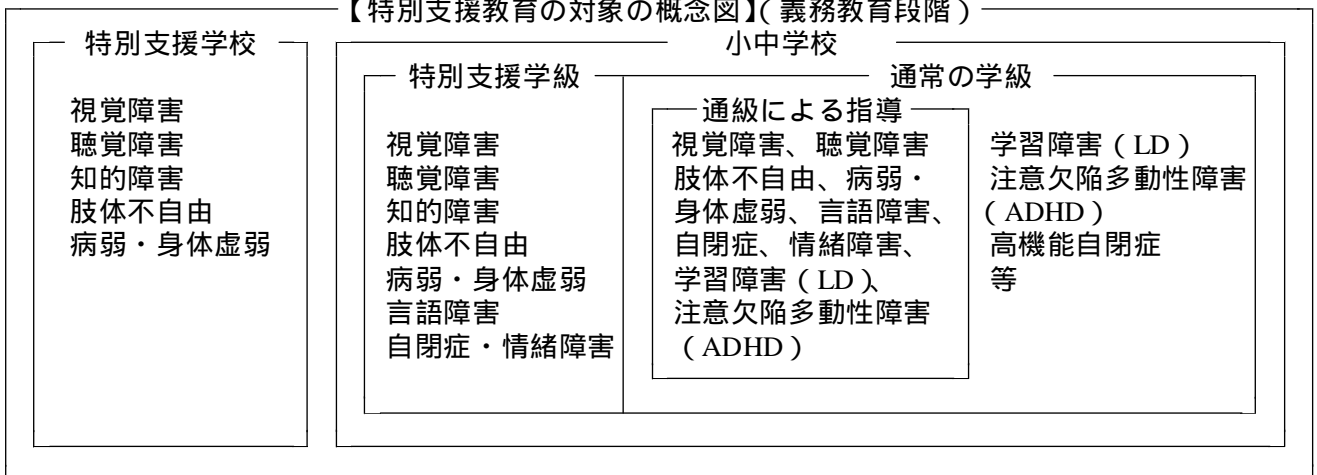 【特別支援教育の対象の概念図】(義務教育段階)
特別支援学校
視覚障害
聴覚障害
知的障害
肢体不自由
病弱・身体虚弱
小中学校
特別支援学級
視覚障害
聴覚障害
知的障害
肢体不自由
病弱・身体虚弱
言語障害
自閉症・情緒障害
通常の学級
通級による指導
視覚障害、聴覚障害
肢体不自由、病弱・
身体虚弱、言語障害、
自閉症、情緒障害、
学習障害(LD)、
注意欠陥多動性障害
(ADHD)
学習障害(LD)
注意欠陥多動性障害
(ADHD)
高機能自閉症
等